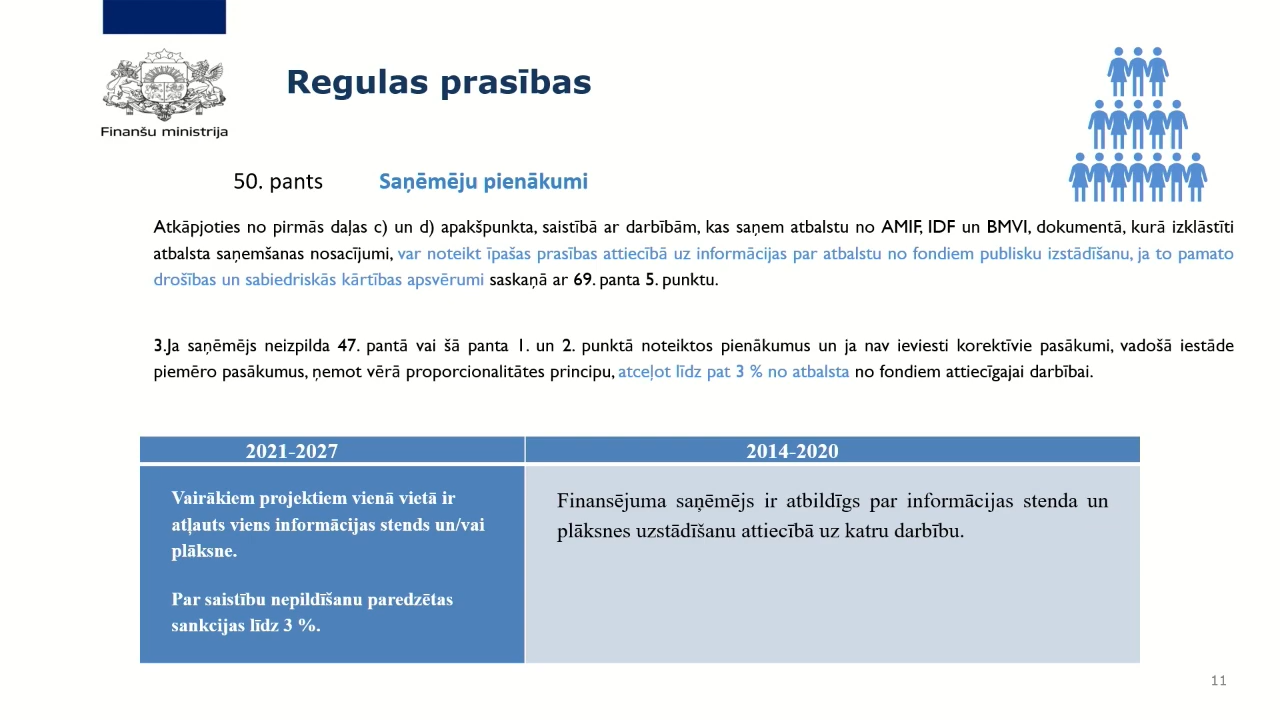 Finanšu ministrija
Regulas prasības
50. pants Saņēmēju pienākumi
Atkāpjoties no pirmās daļas c) un d) apakšpunkta, saistībā ar darbībām, kas saņem atbalstu no AMIF, IDF un BMVI, dokumentā, kurā izklāstīti
atbalsta saņemšanas nosacījumi, var noteikt īpašas prasības attiecībā uz informācijas par atbalstu no fondiem publisku izstādīšanu, ja to pamato
drošības un sabiedriskās kārtības apsvērumi saskaņā ar 69. panta 5. punktu.
3.Ja saņēmējs neizpilda 47. pantā vai šā panta 1. un 2. punktā noteiktos pienākumus un ja nav ieviesti korektīvie pasākumi, vadošā iestāde
piemēro pasākumus, ņemot vērā proporcionalitātes principu, atceļot līdz pat 3 % no atbalsta no fondiem attiecīgajai darbībai.
2021-2027
2014-2020
Vairākiem projektiem vienā vietā ir
atļauts viens informācijas stends un/vai
plāksne.
Par saistību nepildīšanu paredzētas
sankcijas līdz 3 %.
Finansējuma saņēmējs ir atbildīgs par informācijas stenda un
plāksnes uzstādīšanu attiecībā uz katru darbību.
11